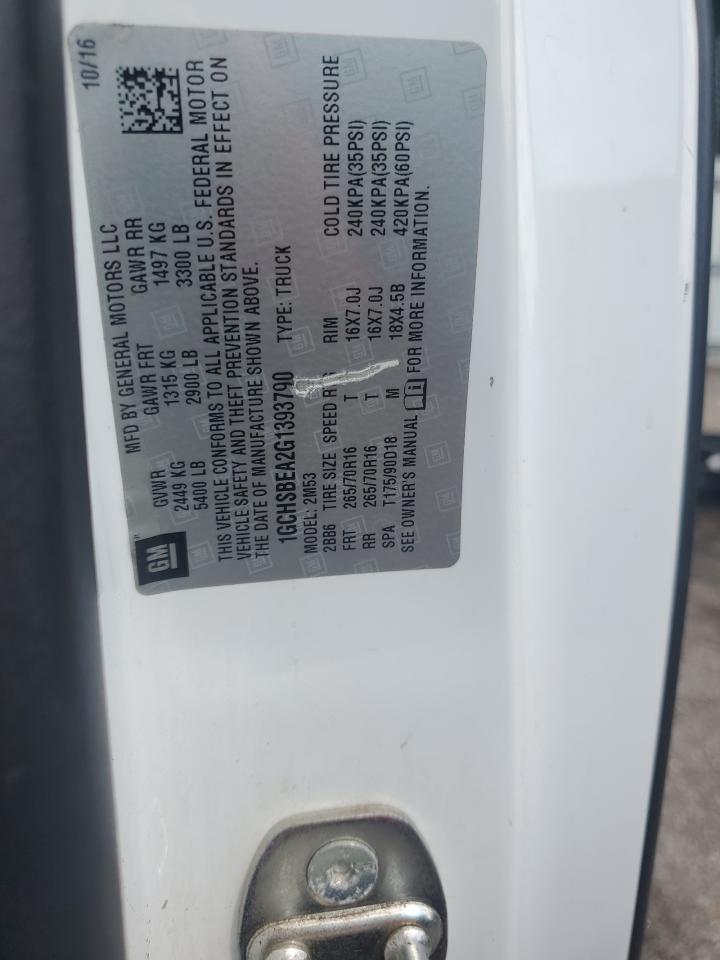 10/16
MFD BY GENERAL MOTORS LLC
GVWR GAWR FRT GAWR RR
2449 KG 1315 KG 1497 KG
5400 LB 2900 LB 3300 LB
THIS VEHICLE CONFORMS TO ALL APPLICABLE U.S. FEDERAL MOTOR
VEHICLE SAFETY AND THEFT PREVENTION STANDARDS IN EFFECT ON
THE DATE OF MANUFACTURE SHOWN ABOVE.
GM
1GCHSBEA2G1393790 TYPE: TRUCK
MODEL: 2M53
2BB6 TIRE SIZE SPEED RTG RIM COLD TIRE PRESSURE
FRT 265/70R16 T 16X7.0J 240KPA(35PSI)
RR 265/70R16 T 16X7.0J 240KPA(35PSI)
SPA T175/90D18 M 18X4.5B 420KPA(60PSI)
SEE OWNER'S MANUAL FOR MORE INFORMATION.